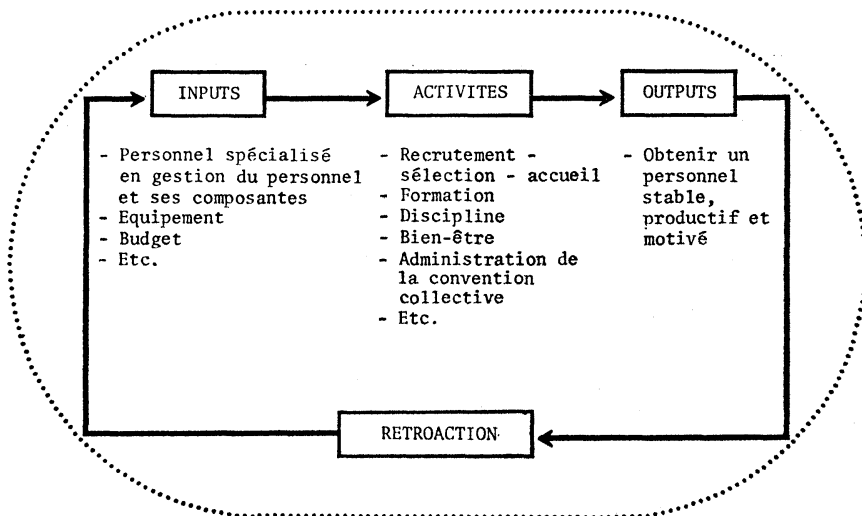 INPUTS
ACTIVITES
OUTPUTS
- Personnel spécialisé
en gestion du personnel
et ses composantes
- Equipement
- Budget
- Etc.
- Recrutement -
sélection - accueil
- Formation
- Discipline
- Bien-être
- Administration de
la convention
collective
- Etc.
- Obtenir un
personnel
stable,
productif et
motivé
RETROACTION